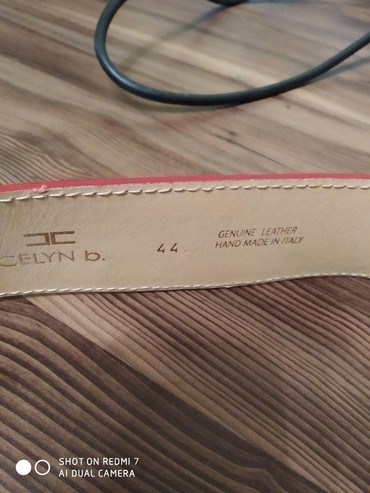 CELYN b.
44
GENUINE LEATHER
HAND MADE IN ITALY
SHOT ON REDMI 7
AI DUAL CAMERA